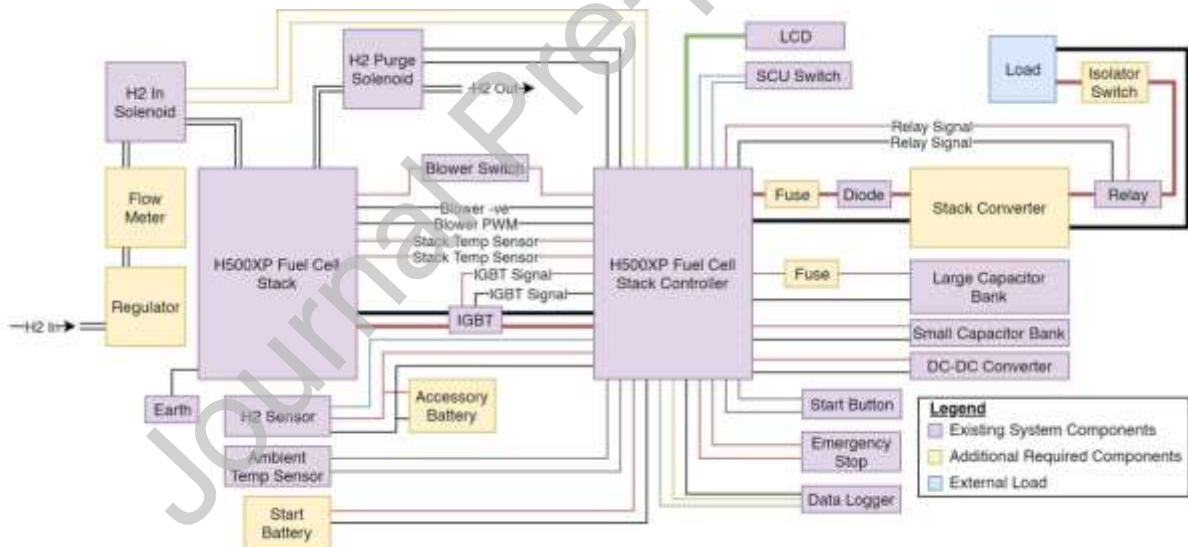 Journal Pre-
LCD
SCU Switch
Load
Isolator
Switch
H2 Purge
Solenoid
H2 Out
H2 In
Solenoid
Relay Signal
Relay Signal
Blower Switch
Flow
Meter
Fuse
Diode
Stack Converter
Relay
Blower -ve
Blower PWM
Stack Temp Sensor
Stack Temp Sensor
H500XP Fuel Cell
Stack
H500XP Fuel Cell
Stack Controller
IGBT Signal
IGBT Signal
Fuse
Large Capacitor
Bank
Regulator
H2 In
IGBT
Small Capacitor Bank
DC-DC Converter
Earth
H2 Sensor
Accessory
Battery
Start Button
Ambient
Temp Sensor
Emergency
Stop
Start
Battery
Data Logger
Legend
Existing System Components
Additional Required Components
External Load